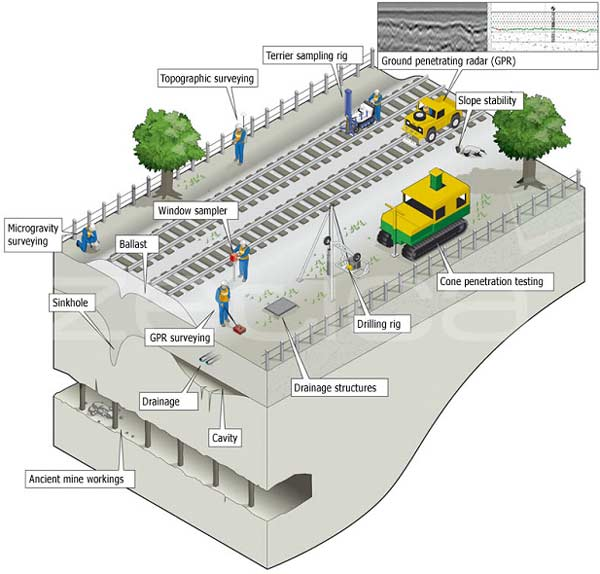 Ground penetrating radar (GPR)
Terrier sampling rig
Topographic surveying
Slope stability
Window sampler
Microgravity
surveying
Ballast
Cone penetration testing
Sinkhole
Drilling rig
GPR surveying
Drainage structures
Drainage
Cavity
Ancient mine workings